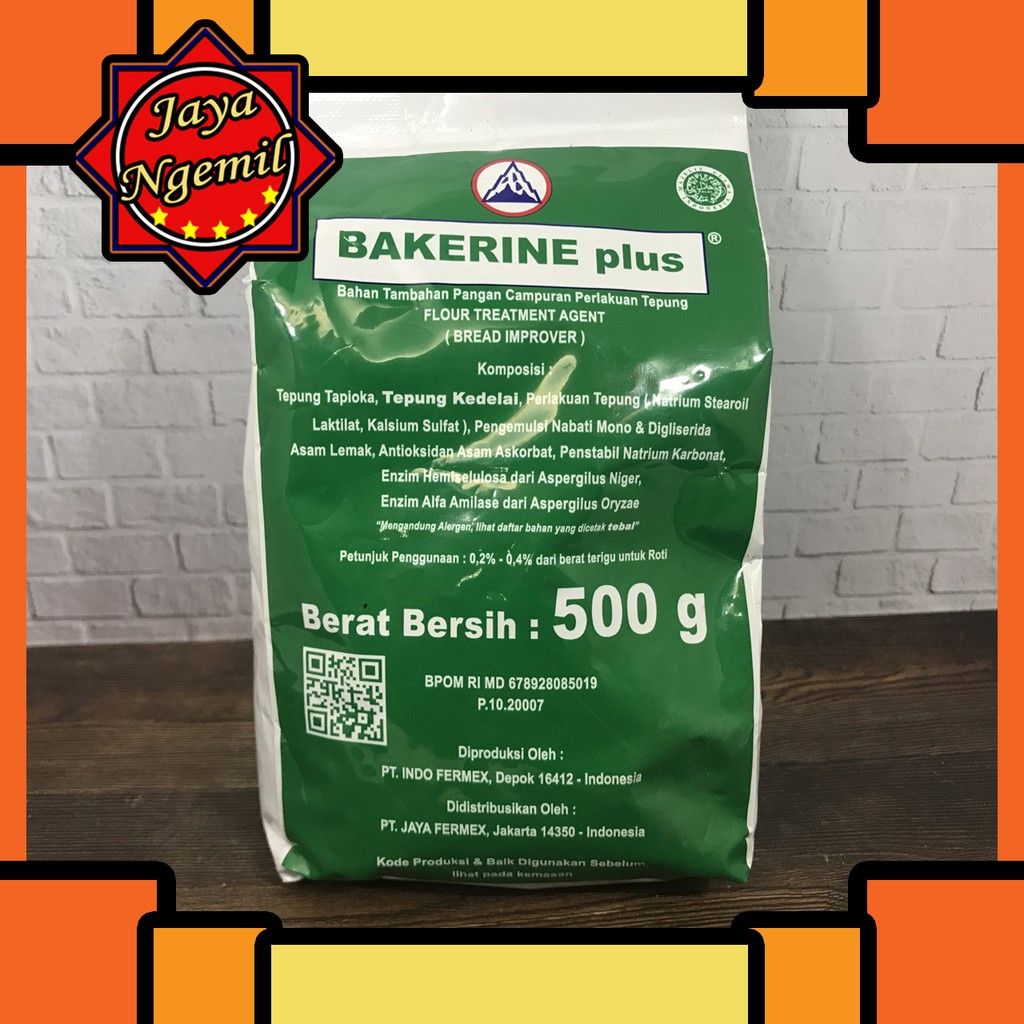 Jaya
Ngemil
BAKERINE plus ®
Bahan Tambahan Pangan Campuran Perlakuan Tepung
FLOUR TREATMENT AGENT
( BREAD IMPROVER )
Komposisi :
Tepung Tapioka, Tepung Kedelai, Perlakuan Tepung ( Natrium Stearoil
Laktilat, Kalsium Sulfat ), Pengemulsi Nabati Mono & Digliserida
Asam Lemak, Antioksidan Asam Askorbat, Penstabil Natrium Karbonat,
Enzim Hemiselulosa dari Aspergilus Niger,
Enzim Alfa Amilase dari Aspergilus Oryzae
"Mengandung Alergen, lihat daftar bahan yang dicetak tebal"
Petunjuk Penggunaan : 0,2% - 0,4% dari berat terigu untuk Roti
Berat Bersih : 500 g
BPOM RI MD 678928085019
P.10.20007
Diproduksi Oleh :
PT. INDO FERMEX, Depok 16412 - Indonesia
Didistribusikan Oleh :
PT. JAYA FERMEX, Jakarta 14350 - Indonesia
Kode Produksi & Baik Digunakan Sebelum,
lihat pada kemasan